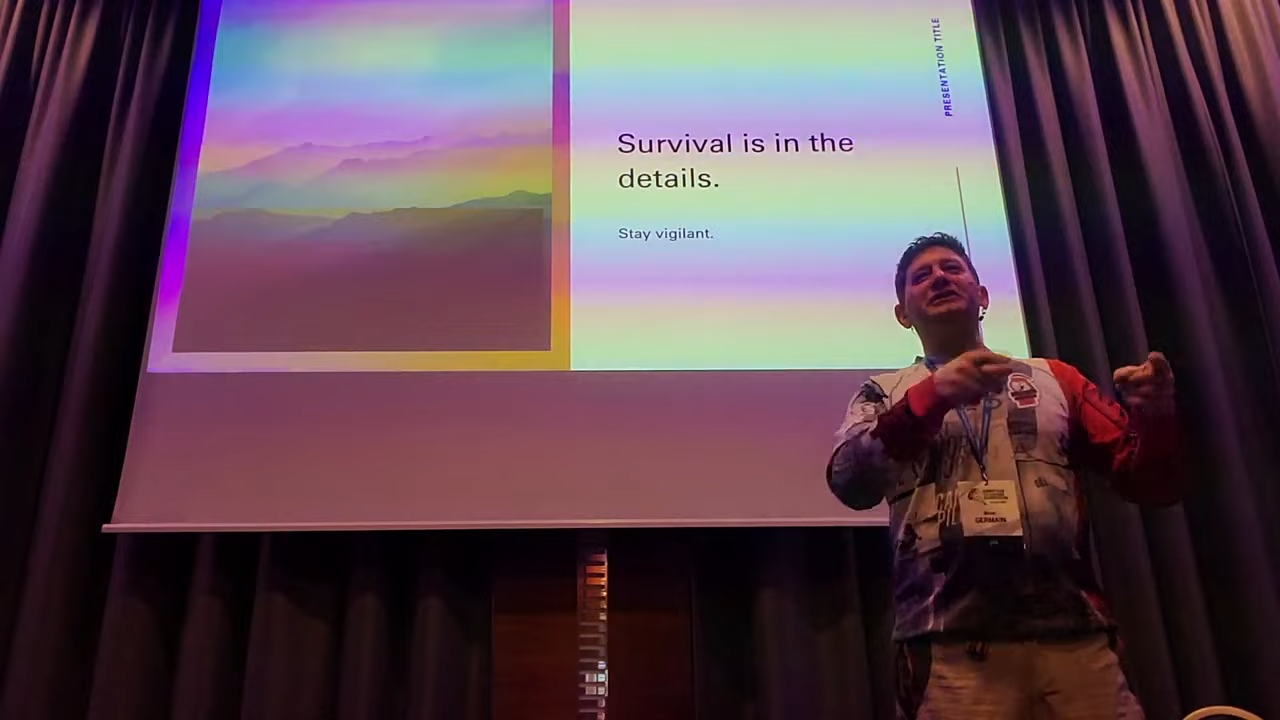 PRESENTATION TITLE
Survival is in the
details.
Stay vigilant.
GERMAIN